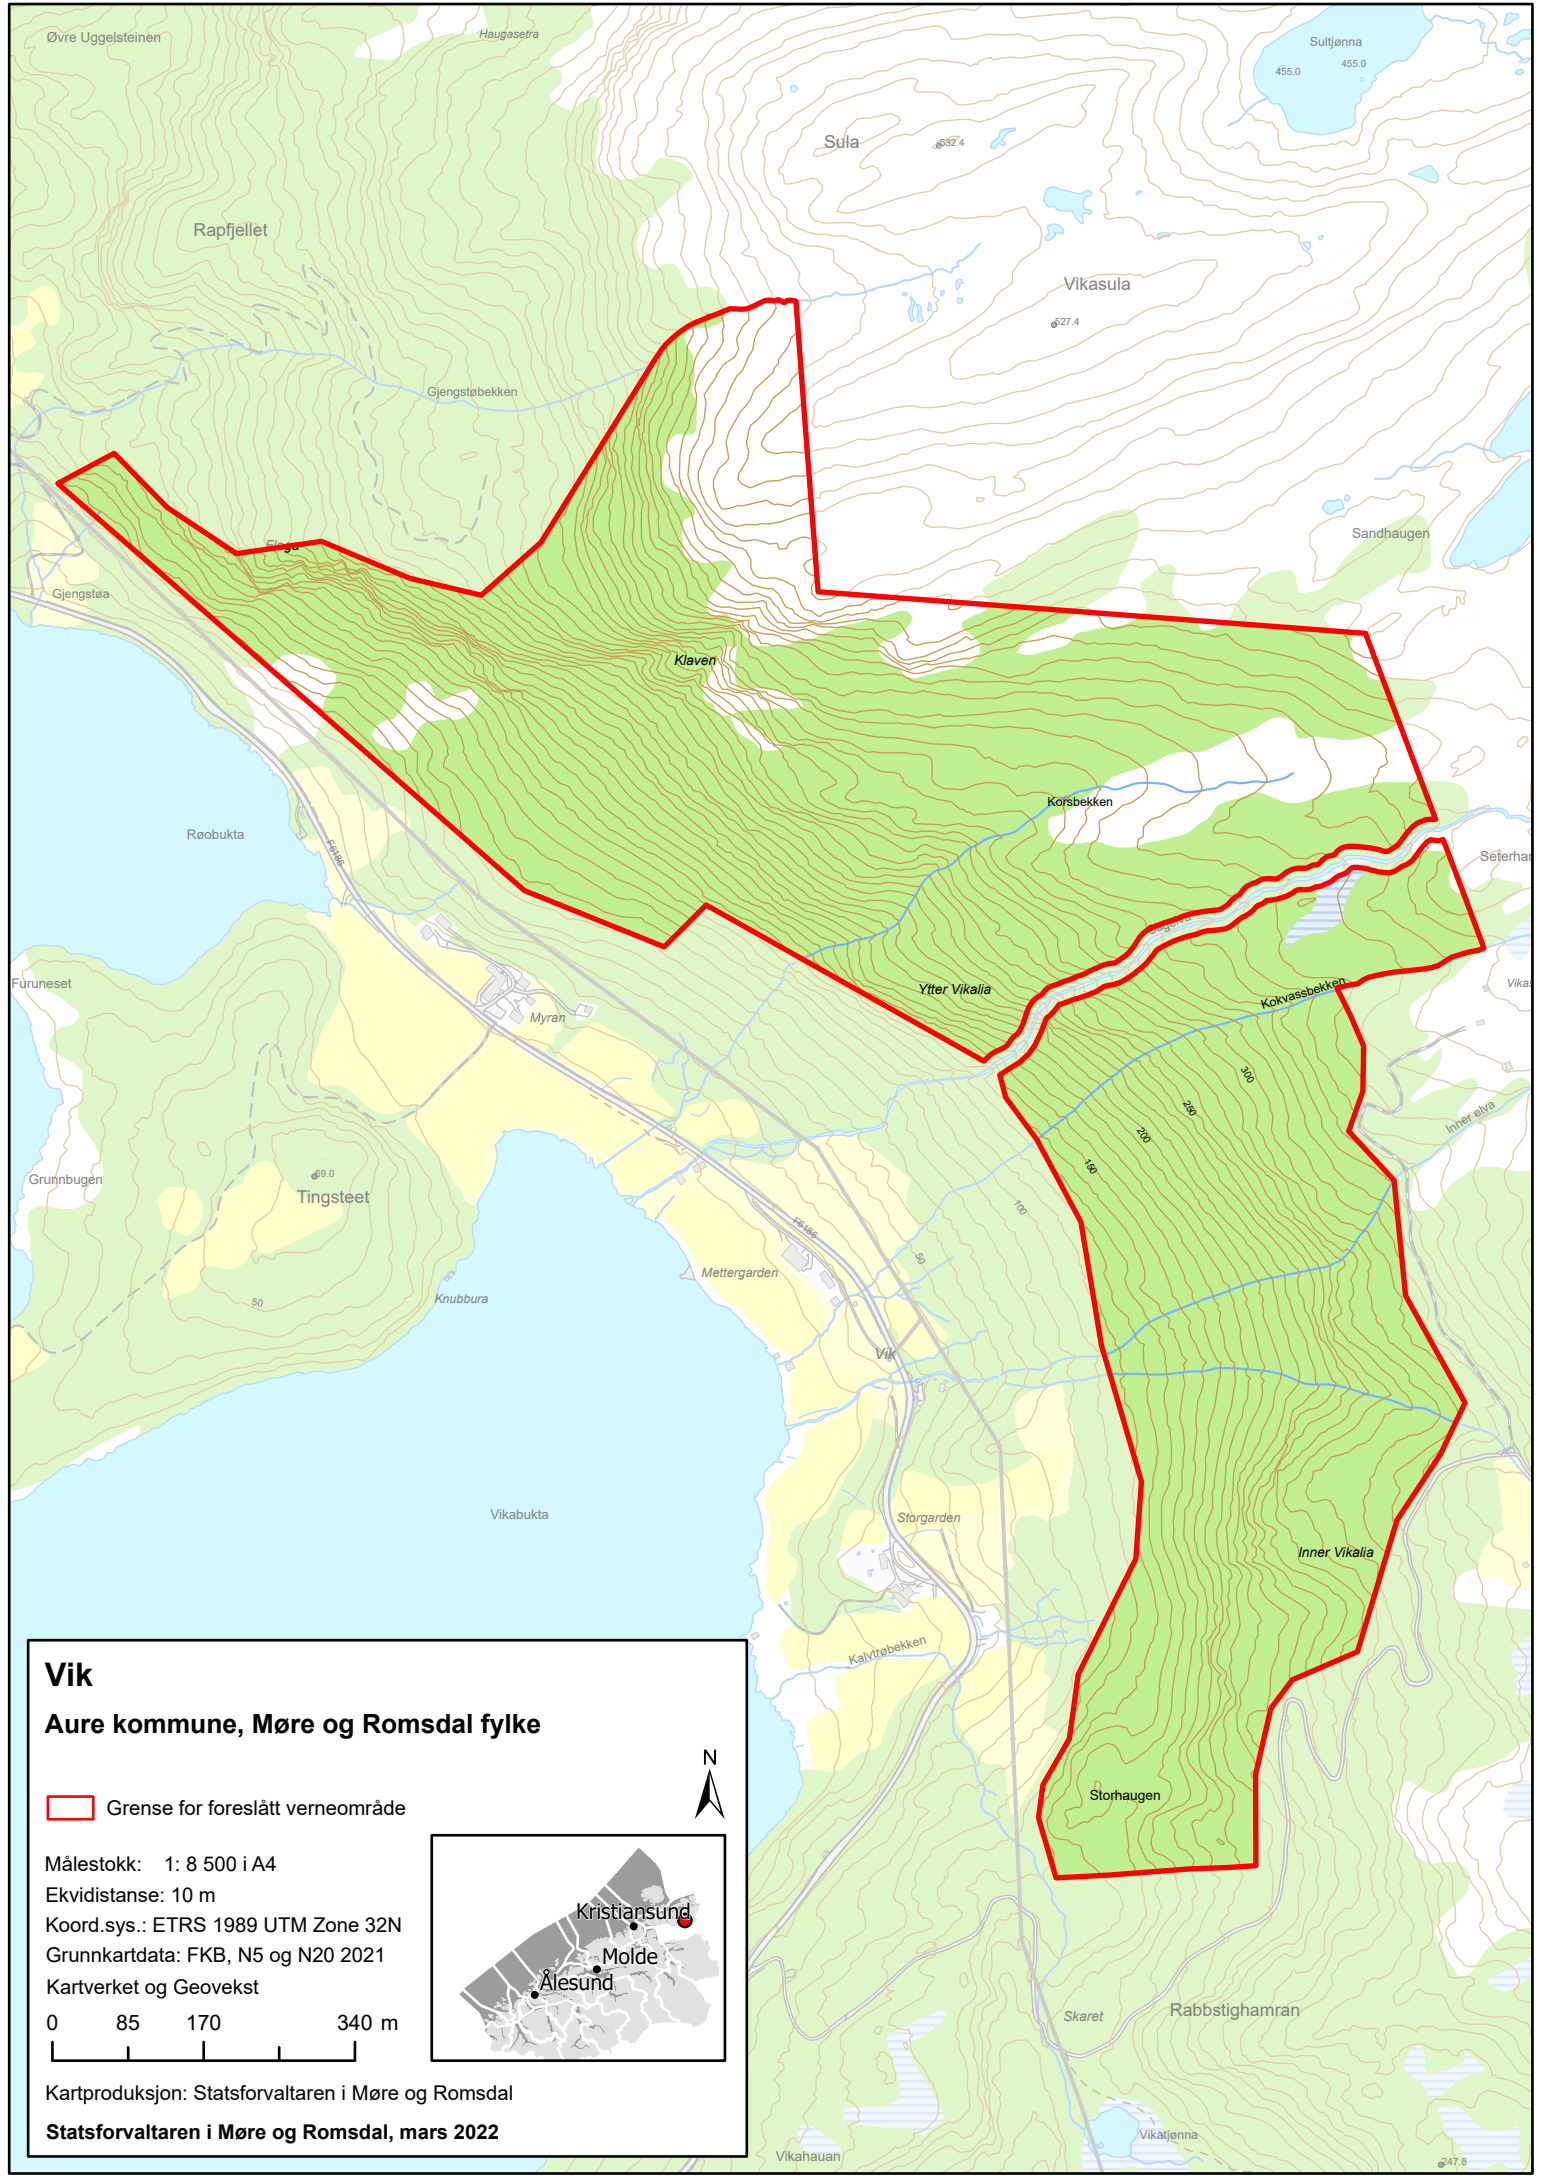 Øvre Uggelsteinen
Haugasetra
Sultjønna
455.0
455.0
Sula
532.4
Rapfjellet
Vikasula
527.4
Gjengstøbekken
Sandhaugen
Gjengstøa
Klaven
Korsbekken
Røobukta
F6186
Sagelva
Ytter Vikalia
Kokvassbekken
Furuneset
Myran
300
250
200
150
100
50
Inner elva
Grunnbugen
69.0
Tingsteet
50
Knubbura
F6186
Mettergarden
Vik
Vikabukta
Storgarden
Inner Vikalia
Kalvtrøbekken
Storhaugen
Skaret
Rabbstighamran
Vikatjønna
Vikahauan
247.8
Vik
Aure kommune, Møre og Romsdal fylke
N
Grense for foreslått verneområde
Målestokk: 1: 8 500 i A4
Ekvidistanse: 10 m
Koord.sys.: ETRS 1989 UTM Zone 32N
Grunnkartdata: FKB, N5 og N20 2021
Kartverket og Geovekst
0 85 170 340 m
Kristiansund
Molde
Ålesund
Kartproduksjon: Statsforvaltaren i Møre og Romsdal
Statsforvaltaren i Møre og Romsdal, mars 2022